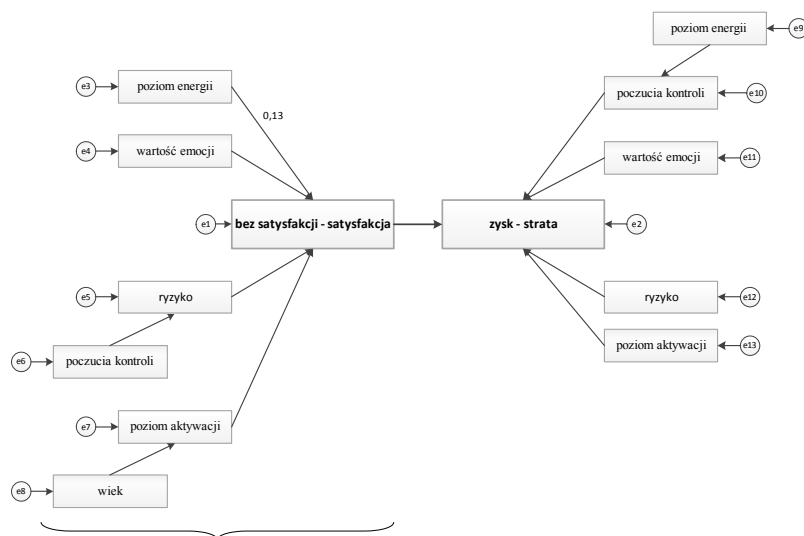 poziom energii
e9
e3
poziom energii
poczucia kontroli
e10
0,13
e4
wartość emocji
wartość emocji
e11
e1
bez satysfakcji - satysfakcja
zysk - strata
e2
e5
ryzyko
ryzyko
e12
e6
poczucia kontroli
poziom aktywacji
e13
e7
poziom aktywacji
e8
wiek